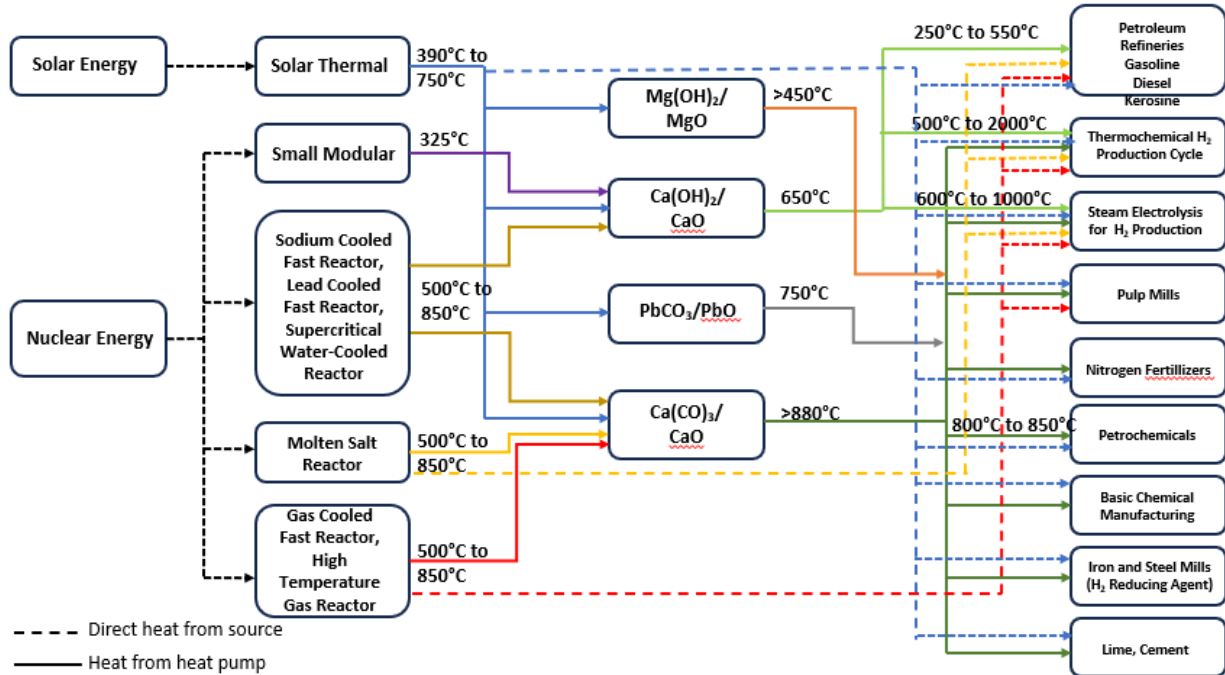 Solar Energy
Nuclear Energy
Solar Thermal
Small Modular
Sodium Cooled
Fast Reactor,
Lead Cooled
Fast Reactor,
Supercritical
Water-Cooled
Reactor
Molten Salt
Reactor
Gas Cooled
Fast Reactor,
High
Temperature
Gas Reactor
390°C to
750°C
325°C
500°C to
850°C
500°C to
850°C
500°C to
850°C
Mg(OH)₂/
MgO
Ca(OH)₂/
CaO
PbCO₃/PbO
Ca(CO)₃/
CaO
>450°C
650°C
750°C
>880°C
250°C to 550°C
500°C to 2000°C
600°C to 1000°C
800°C to 850°C
Petroleum
Refineries
Gasoline
Diesel
Kerosine
Thermochemical H₂
Production Cycle
Steam Electrolysis
for H₂ Production
Pulp Mills
Nitrogen Fertillizers
Petrochemicals
Basic Chemical
Manufacturing
Iron and Steel Mills
(H₂ Reducing Agent)
Lime, Cement
Direct heat from source
Heat from heat pump